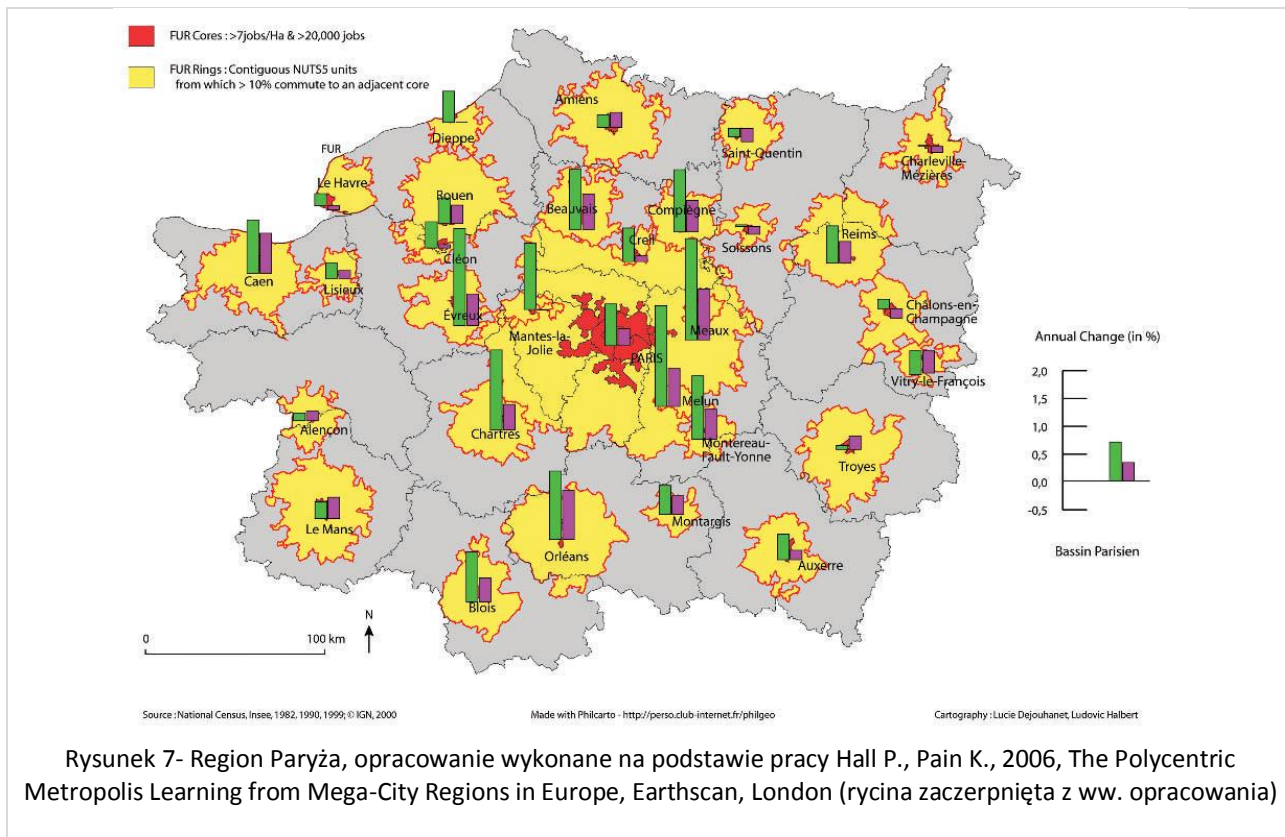 FUR Cores : >7jobs/Ha & >20,000 jobs
FUR Rings : Contiguous NUTS5 units
from which > 10% commute to an adjacent core
Amiens
Dieppe
Saint-Quentin
Charleville-
Mézières
FUR
Le Havre
Rouen
Beauvais
Compiègne
Creil
Soissons
Reims
Cléon
Caen
Lisieux
Évreux
Mantes-la-
Jolie
PARIS
Meaux
Châlons-en-
Champagne
Vitry-le-François
Annual Change (in %)
2,0
1,5
1,0
0,5
0,0
-0,5
Bassin Parisien
Melun
Chartres
Montereau-
Fault-Yonne
Alençon
Troyes
Le Mans
Orléans
Montargis
Auxerre
Blois
N
0
100 km
Source : National Census, Insee, 1982, 1990, 1999; © IGN, 2000
Made with Philcarto - http://perso.club-internet.fr/philgeo
Cartography : Lucie Dejouhanet, Ludovic Halbert
Rysunek 7- Region Paryża, opracowanie wykonane na podstawie pracy Hall P., Pain K., 2006, The Polycentric
Metropolis Learning from Mega-City Regions in Europe, Earthscan, London (rycina zaczerpnięta z ww. opracowania)